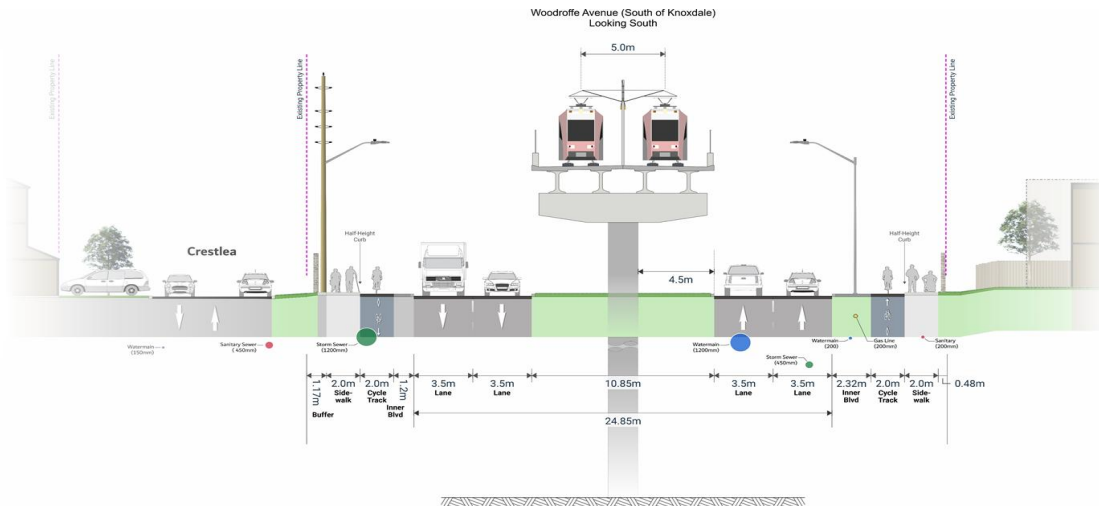 Woodroffe Avenue (South of Knoxdale)
Looking South
5.0m
Existing Property Line
Existing Property Line
Existing Property Line
Crestlea
Half-Height
Curb
Half-Height
Curb
4.5m
Watermain
(150mm)
Sanitary Sewer
( 450mm)
Storm Sewer
(1200mm)
Watermain
(1200mm)
Storm Sewer
(450mm)
Watermain
(200)
Gas Line
(200mm)
Sanitary
(200mm)
1.17m
Buffer
2.0m
Side-
walk
2.0m
Cycle
Track
1.2m
Inner
Blvd
3.5m
Lane
3.5m
Lane
10.85m
3.5m
Lane
3.5m
Lane
2.32m
Inner
Blvd
2.0m
Cycle
Track
2.0m
Side-
walk
0.48m
24.85m